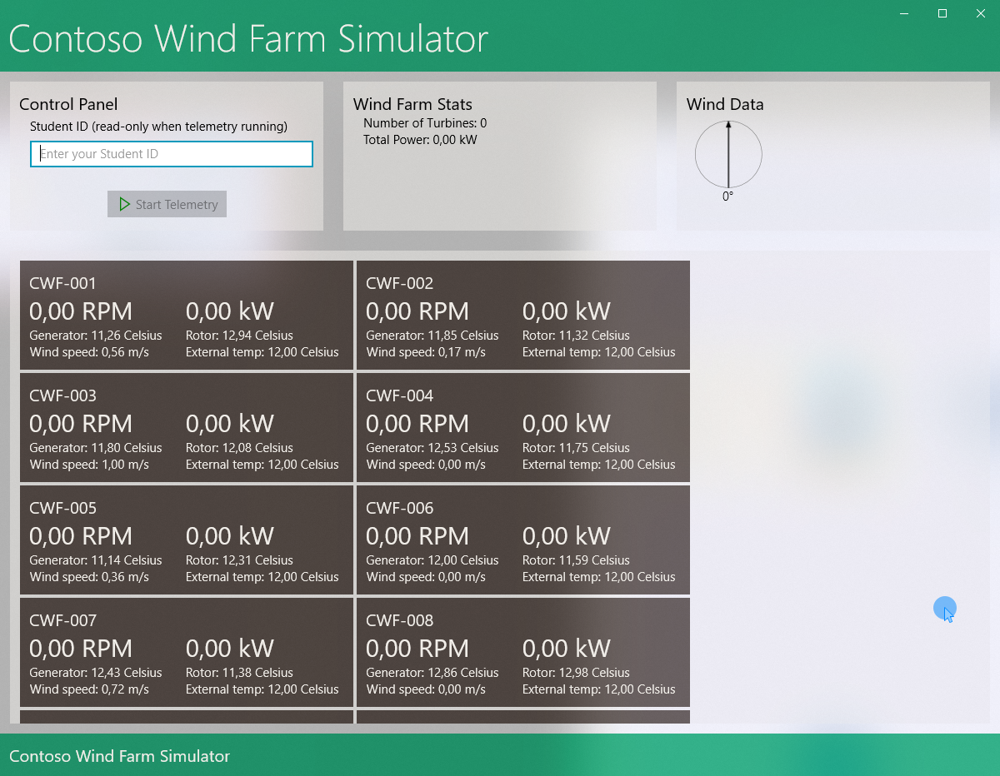 Contoso Wind Farm Simulator
Control Panel
Student ID (read-only when telemetry running)
Enter your Student ID
Start Telemetry
Wind Farm Stats
Number of Turbines: 0
Total Power: 0,00 kW
Wind Data
0°
CWF-001
0,00 RPM 0,00 kW
Generator: 11,26 Celsius Rotor: 12,94 Celsius
Wind speed: 0,56 m/s External temp: 12,00 Celsius
CWF-002
0,00 RPM 0,00 kW
Generator: 11,85 Celsius Rotor: 11,32 Celsius
Wind speed: 0,17 m/s External temp: 12,00 Celsius
CWF-003
0,00 RPM 0,00 kW
Generator: 11,80 Celsius Rotor: 12,08 Celsius
Wind speed: 1,00 m/s External temp: 12,00 Celsius
CWF-004
0,00 RPM 0,00 kW
Generator: 12,53 Celsius Rotor: 11,75 Celsius
Wind speed: 0,00 m/s External temp: 12,00 Celsius
CWF-005
0,00 RPM 0,00 kW
Generator: 11,14 Celsius Rotor: 12,31 Celsius
Wind speed: 0,36 m/s External temp: 12,00 Celsius
CWF-006
0,00 RPM 0,00 kW
Generator: 12,00 Celsius Rotor: 11,59 Celsius
Wind speed: 0,00 m/s External temp: 12,00 Celsius
CWF-007
0,00 RPM 0,00 kW
Generator: 12,43 Celsius Rotor: 11,38 Celsius
Wind speed: 0,72 m/s External temp: 12,00 Celsius
CWF-008
0,00 RPM 0,00 kW
Generator: 12,86 Celsius Rotor: 12,98 Celsius
Wind speed: 0,00 m/s External temp: 12,00 Celsius
Contoso Wind Farm Simulator